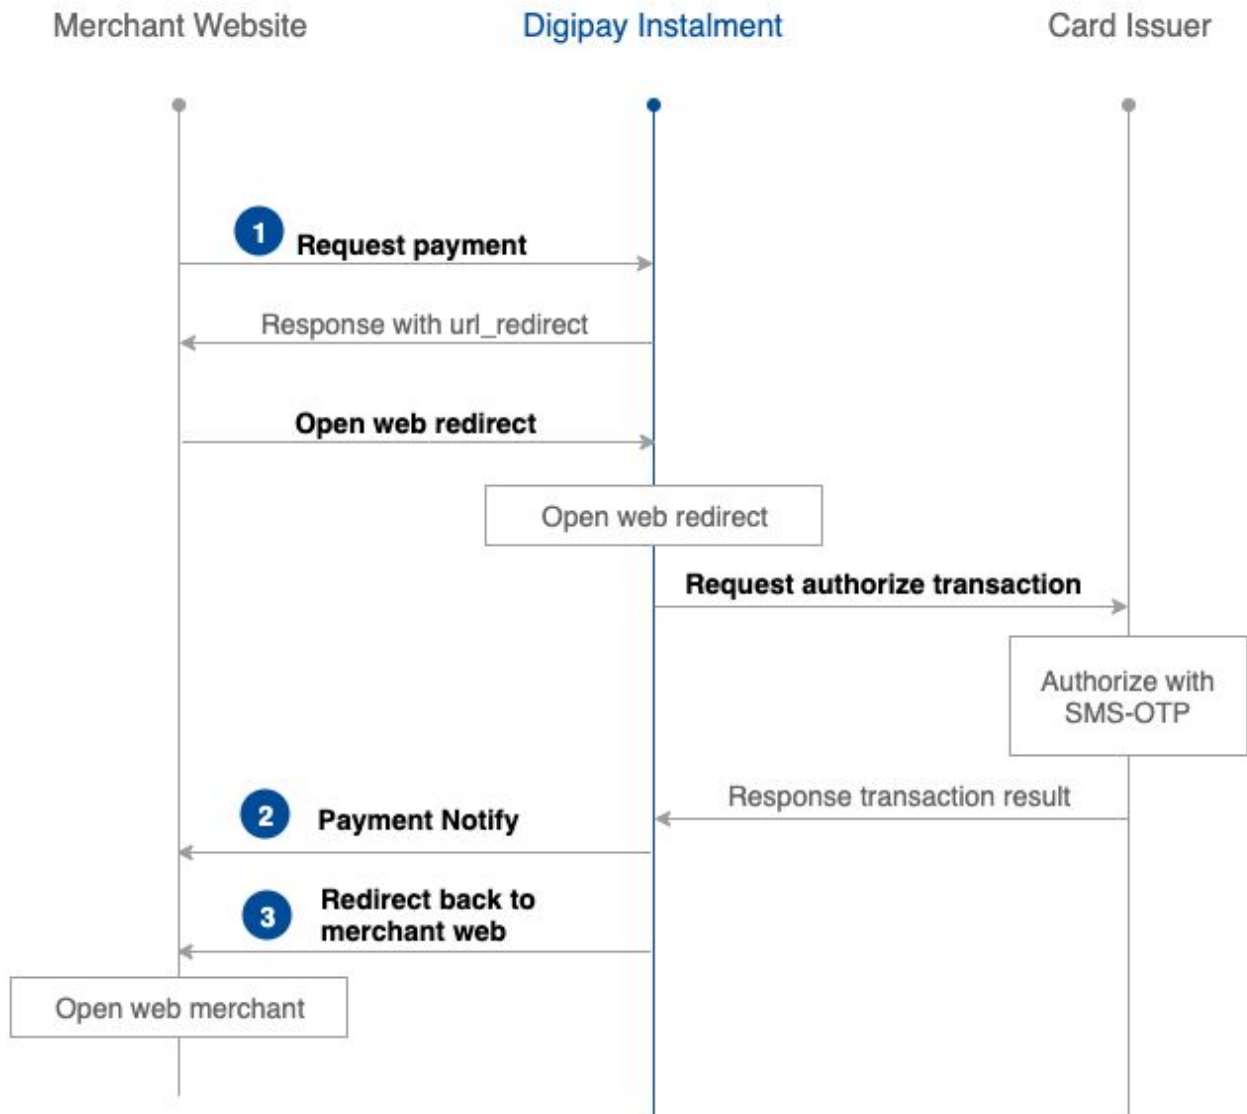 Merchant Website
Digipay Instalment
Card Issuer
1
Request payment
Response with url_redirect
Open web redirect
Open web redirect
Request authorize transaction
Authorize with
SMS-OTP
Response transaction result
2
Payment Notify
3
Redirect back to
merchant web
Open web merchant